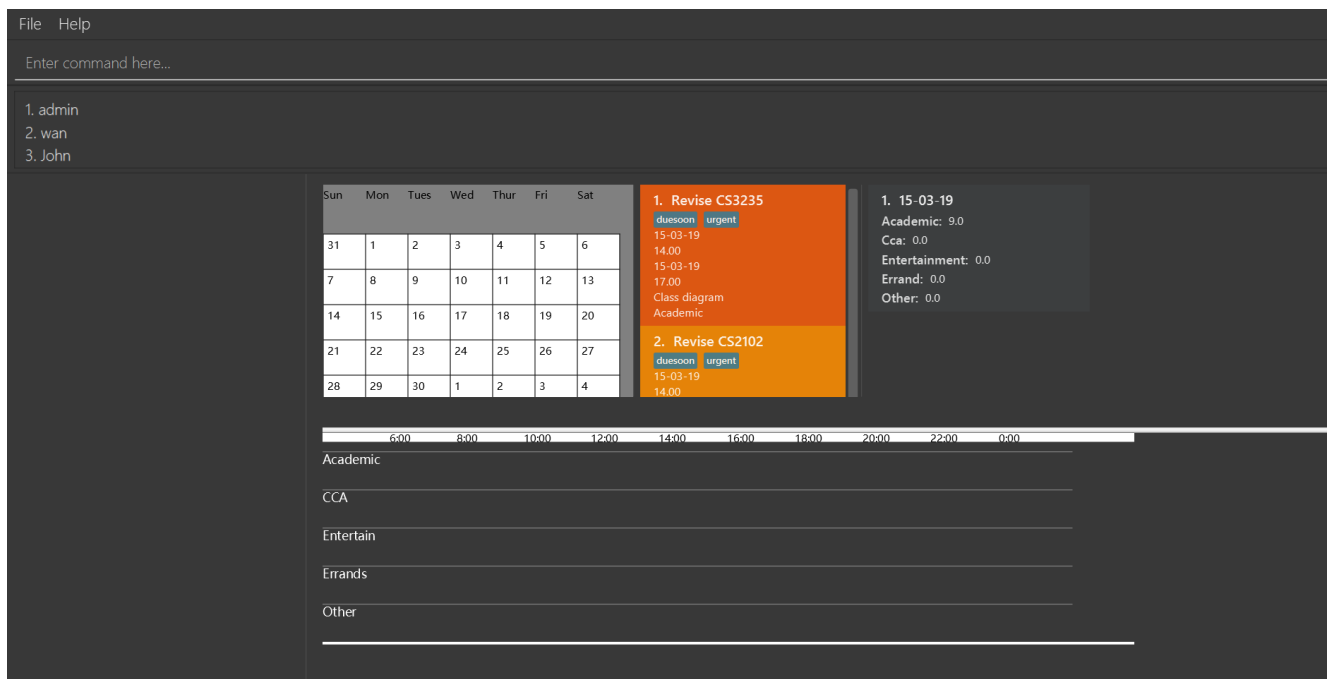 File Help
Enter command here...
1. admin
2. wan
3. John
Sun Mon Tues Wed Thur Fri Sat
31 1 2 3 4 5 6
7 8 9 10 11 12 13
14 15 16 17 18 19 20
21 22 23 24 25 26 27
28 29 30 1 2 3 4
1. Revise CS3235
duesoon urgent
15-03-19
14.00
15-03-19
17.00
Class diagram
Academic
2. Revise CS2102
duesoon urgent
15-03-19
14.00
1. 15-03-19
Academic: 9.0
Cca: 0.0
Entertainment: 0.0
Errand: 0.0
Other: 0.0
6:00 8:00 10:00 12:00 14:00 16:00 18:00 20:00 22:00 0:00
Academic
CCA
Entertain
Errands
Other